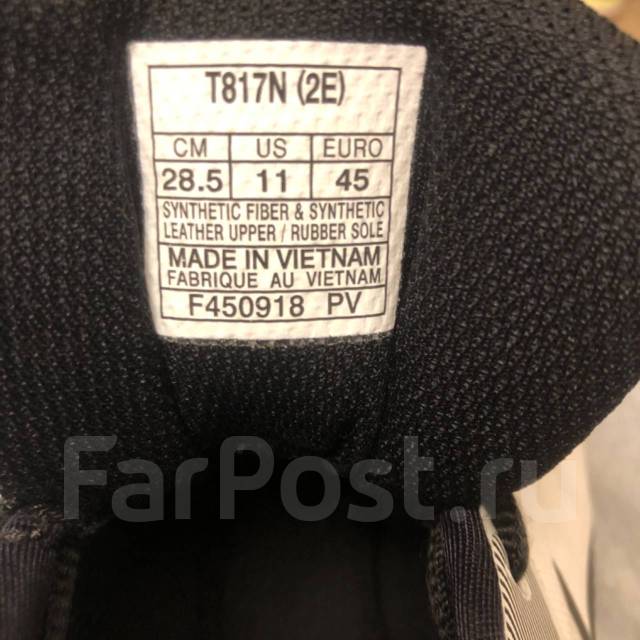 T817N (2E)
CM US EURO
28.5 11 45
SYNTHETIC FIBER & SYNTHETIC
LEATHER UPPER / RUBBER SOLE
MADE IN VIETNAM
FABRIQUE AU VIETNAM
F450918 PV
FarPost.ru